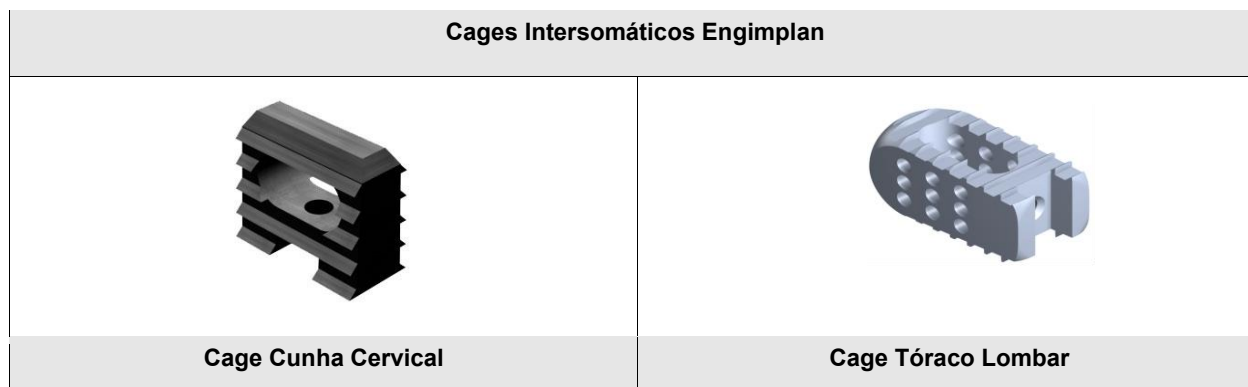 Cages Intersomáticos Engimplan
Cage Cunha Cervical
Cage Tóraco Lombar